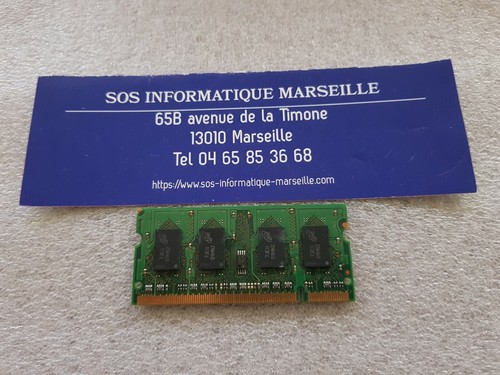 SOS INFORMATIQUE MARSEILLE
65B avenue de la Timone
13010 Marseille
Tel 04 65 85 36 68
https://www.sos-informatique-marseille.com